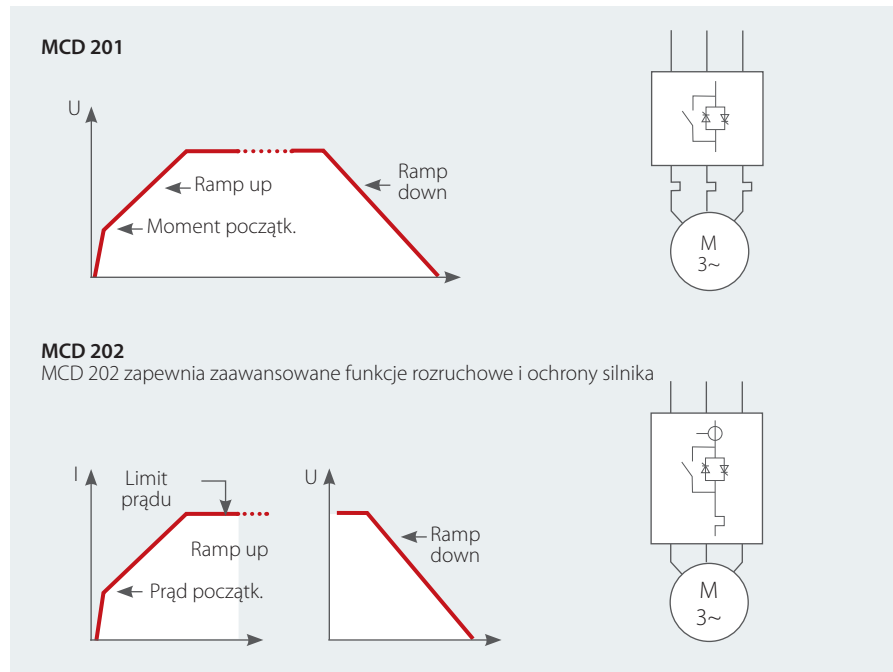 MCD 201
U
Ramp up
Ramp
down
Moment początk.
M
3~
MCD 202
MCD 202 zapewnia zaawansowane funkcje rozruchowe i ochrony silnika
I
Limit
prądu
Ramp up
Prąd początk.
U
Ramp
down
M
3~